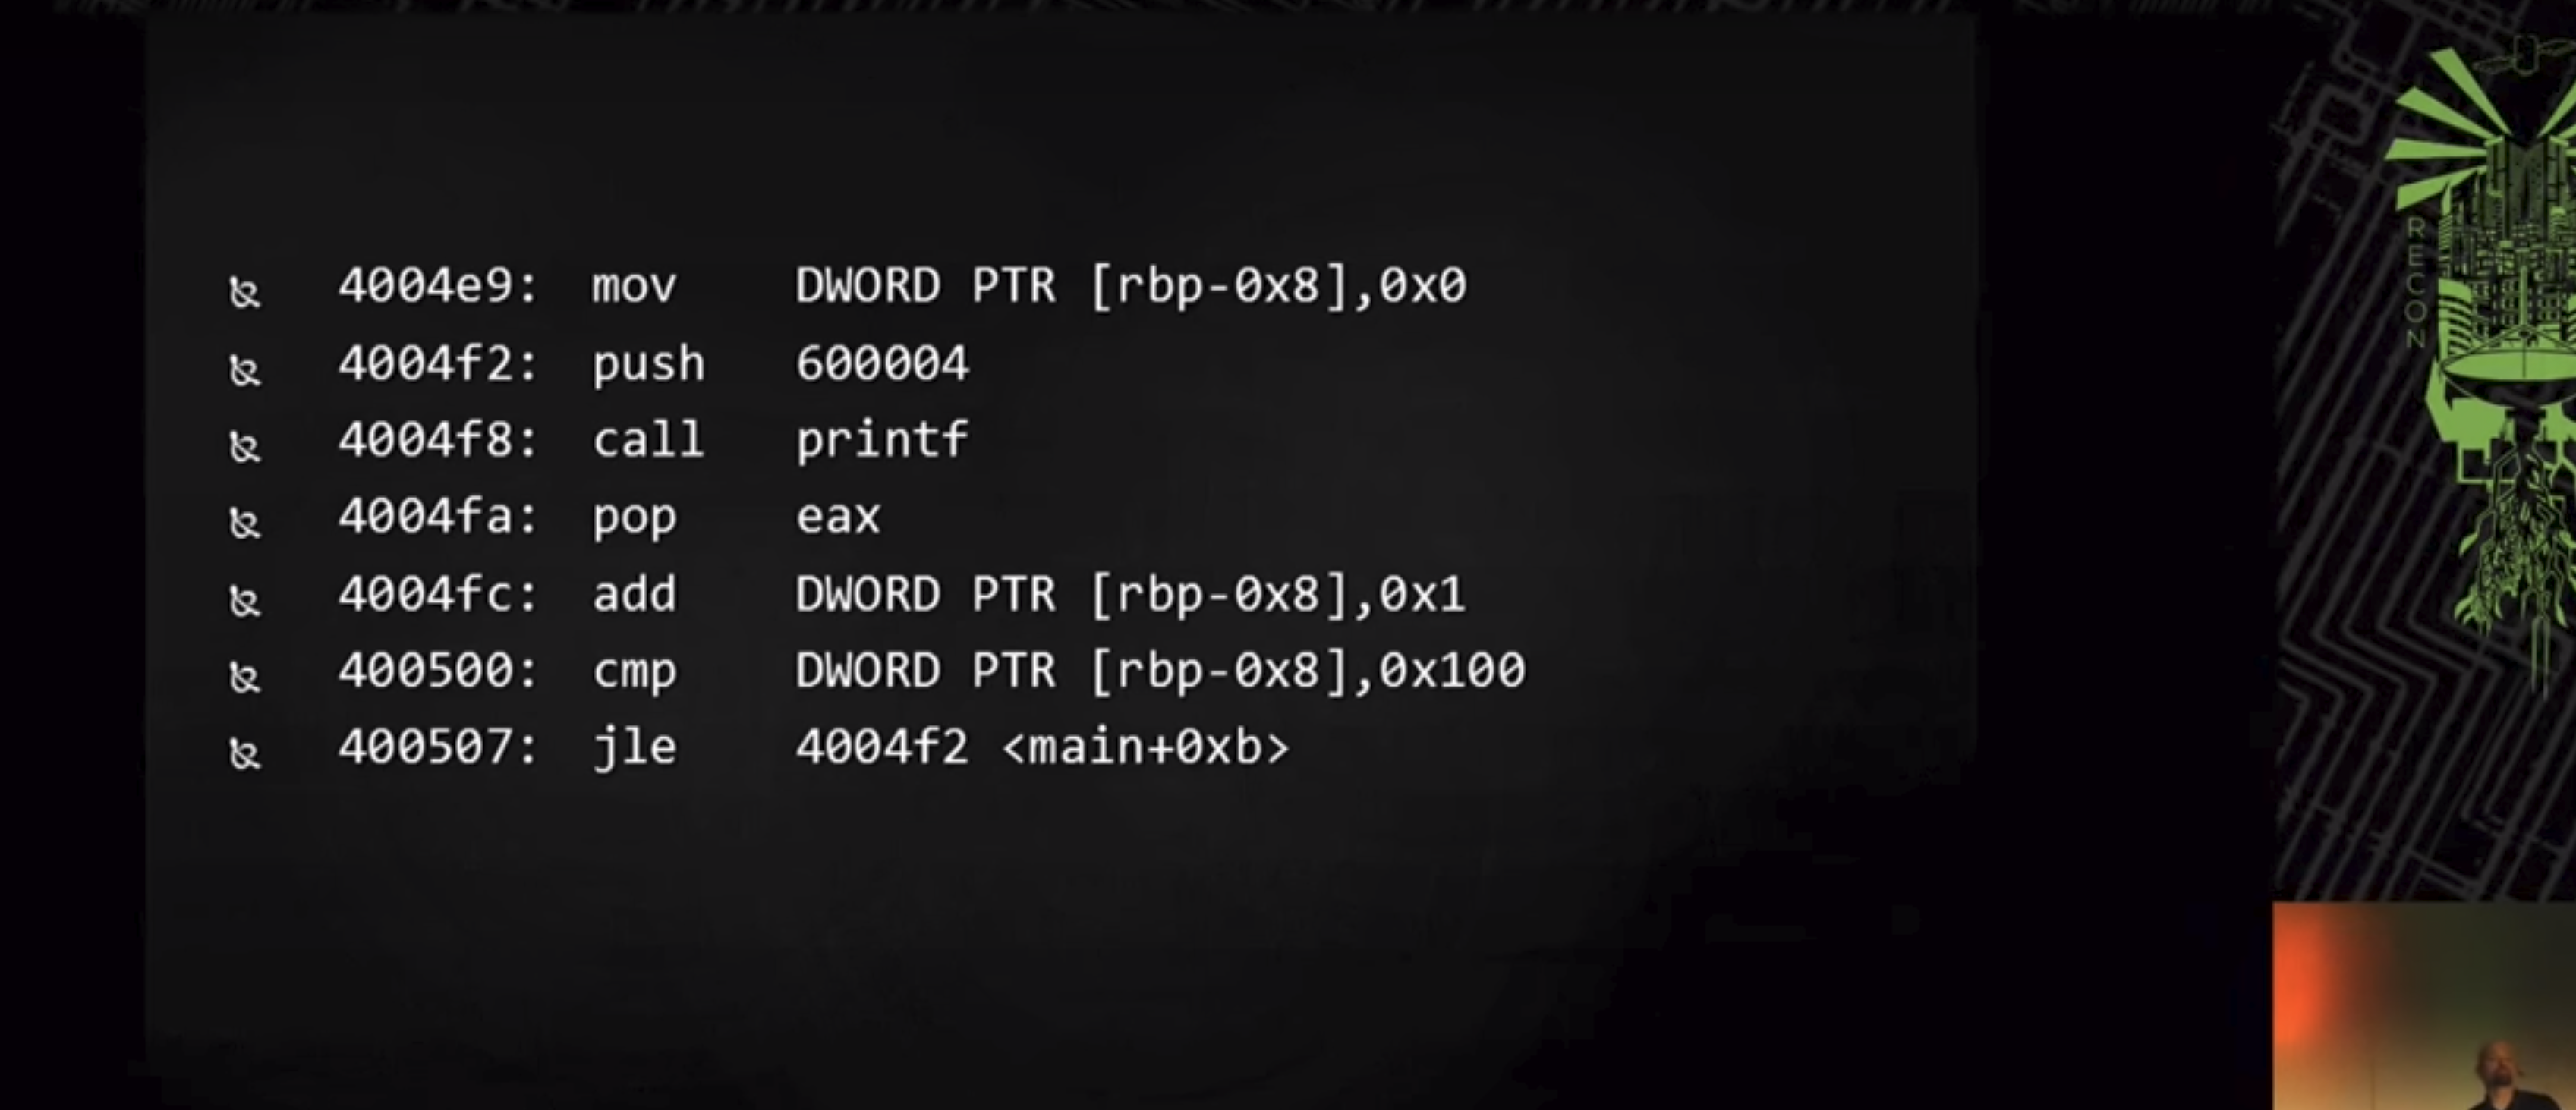 4004e9: mov DWORD PTR [rbp-0x8],0x0
4004f2: push 600004
4004f8: call printf
4004fa: pop eax
4004fc: add DWORD PTR [rbp-0x8],0x1
400500: cmp DWORD PTR [rbp-0x8],0x100
400507: jle 4004f2 <main+0xb>
RECON